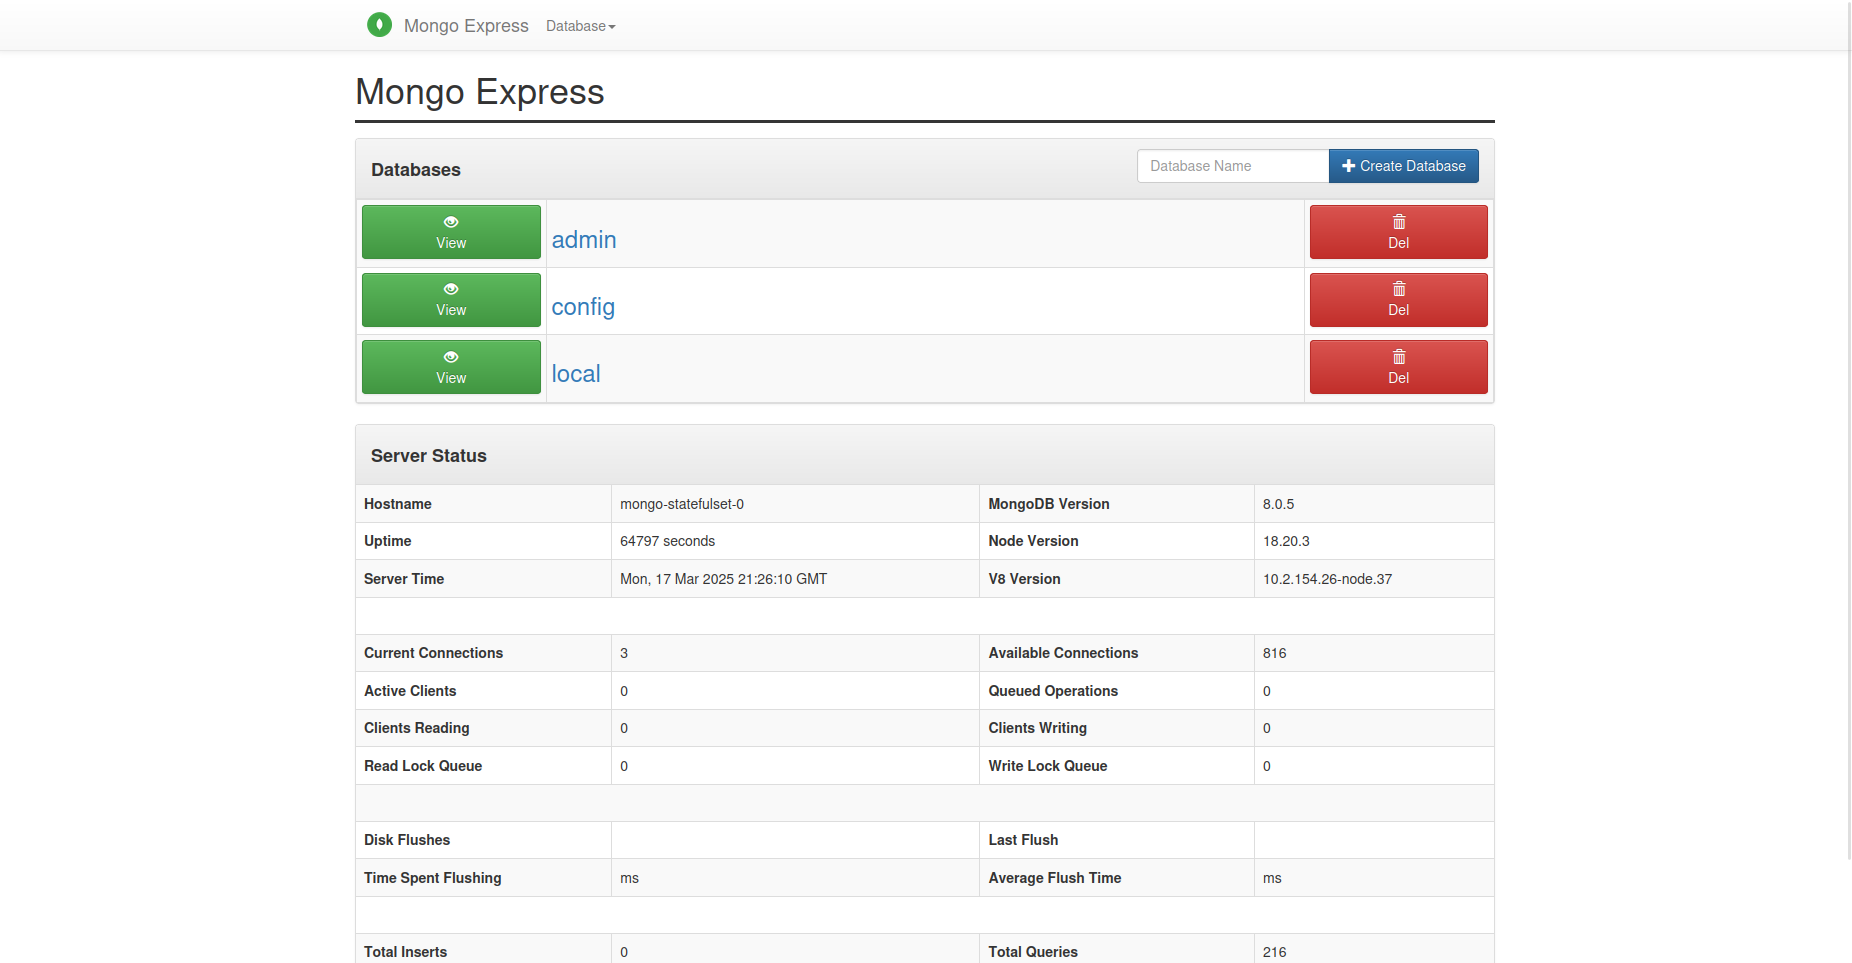 Mongo Express Database
Mongo Express
Databases Database Name Create Database
View admin Del
View config Del
View local Del
Server Status
Hostname mongo-statefulset-0 MongoDB Version 8.0.5
Uptime 64797 seconds Node Version 18.20.3
Server Time Mon, 17 Mar 2025 21:26:10 GMT V8 Version 10.2.154.26-node.37
Current Connections 3 Available Connections 816
Active Clients 0 Queued Operations 0
Clients Reading 0 Clients Writing 0
Read Lock Queue 0 Write Lock Queue 0
Disk Flushes Last Flush
Time Spent Flushing ms Average Flush Time ms
Total Inserts 0 Total Queries 216